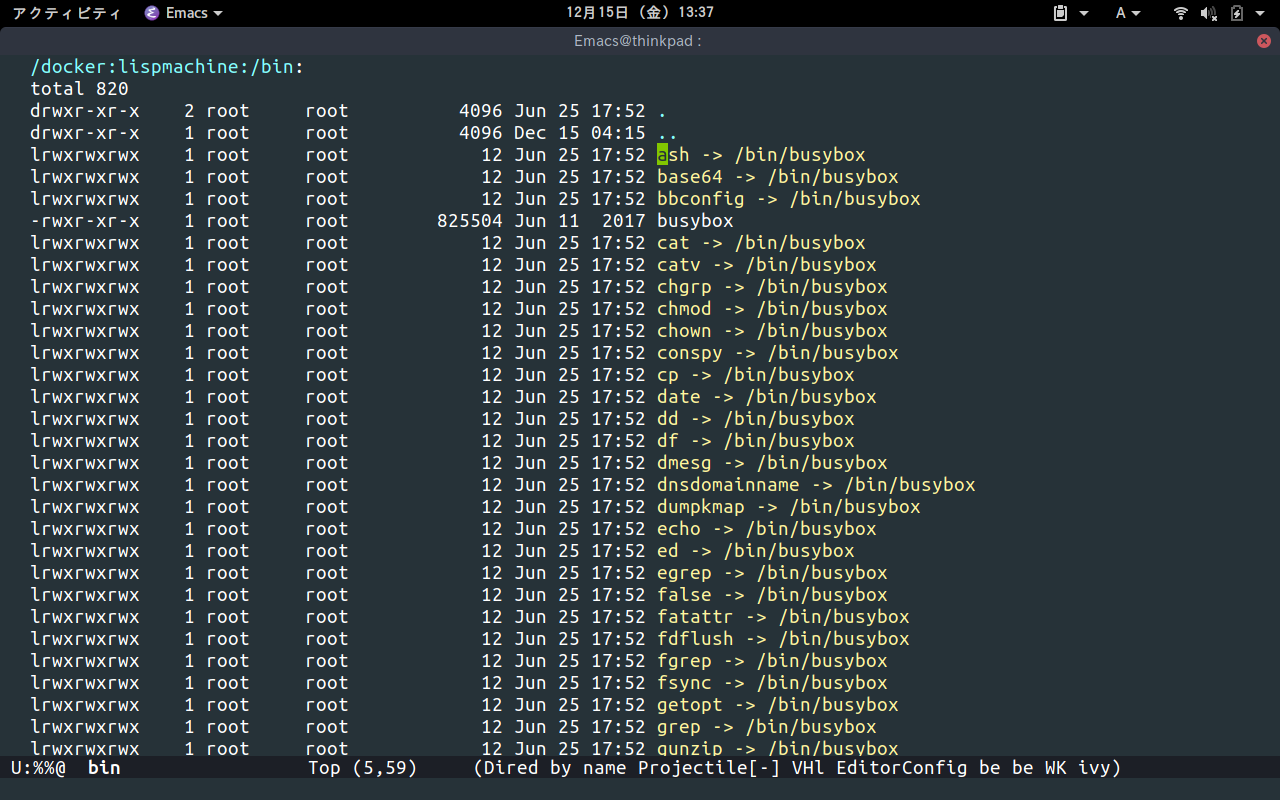 アクティビティ Emacs 12月15日 (金) 13:37 A
Emacs@thinkpad :
/docker:lispmachine:/bin:
total 820
drwxr-xr-x 2 root root 4096 Jun 25 17:52 .
drwxr-xr-x 1 root root 4096 Dec 15 04:15 ..
lrwxrwxrwx 1 root root 12 Jun 25 17:52 ash -> /bin/busybox
lrwxrwxrwx 1 root root 12 Jun 25 17:52 base64 -> /bin/busybox
lrwxrwxrwx 1 root root 12 Jun 25 17:52 bbconfig -> /bin/busybox
-rwxr-xr-x 1 root root 825504 Jun 11 2017 busybox
lrwxrwxrwx 1 root root 12 Jun 25 17:52 cat -> /bin/busybox
lrwxrwxrwx 1 root root 12 Jun 25 17:52 catv -> /bin/busybox
lrwxrwxrwx 1 root root 12 Jun 25 17:52 chgrp -> /bin/busybox
lrwxrwxrwx 1 root root 12 Jun 25 17:52 chmod -> /bin/busybox
lrwxrwxrwx 1 root root 12 Jun 25 17:52 chown -> /bin/busybox
lrwxrwxrwx 1 root root 12 Jun 25 17:52 conspy -> /bin/busybox
lrwxrwxrwx 1 root root 12 Jun 25 17:52 cp -> /bin/busybox
lrwxrwxrwx 1 root root 12 Jun 25 17:52 date -> /bin/busybox
lrwxrwxrwx 1 root root 12 Jun 25 17:52 dd -> /bin/busybox
lrwxrwxrwx 1 root root 12 Jun 25 17:52 df -> /bin/busybox
lrwxrwxrwx 1 root root 12 Jun 25 17:52 dmesg -> /bin/busybox
lrwxrwxrwx 1 root root 12 Jun 25 17:52 dnsdomainname -> /bin/busybox
lrwxrwxrwx 1 root root 12 Jun 25 17:52 dumpkmap -> /bin/busybox
lrwxrwxrwx 1 root root 12 Jun 25 17:52 echo -> /bin/busybox
lrwxrwxrwx 1 root root 12 Jun 25 17:52 ed -> /bin/busybox
lrwxrwxrwx 1 root root 12 Jun 25 17:52 egrep -> /bin/busybox
lrwxrwxrwx 1 root root 12 Jun 25 17:52 false -> /bin/busybox
lrwxrwxrwx 1 root root 12 Jun 25 17:52 fatattr -> /bin/busybox
lrwxrwxrwx 1 root root 12 Jun 25 17:52 fdflush -> /bin/busybox
lrwxrwxrwx 1 root root 12 Jun 25 17:52 fgrep -> /bin/busybox
lrwxrwxrwx 1 root root 12 Jun 25 17:52 fsync -> /bin/busybox
lrwxrwxrwx 1 root root 12 Jun 25 17:52 getopt -> /bin/busybox
lrwxrwxrwx 1 root root 12 Jun 25 17:52 grep -> /bin/busybox
lrwxrwxrwx 1 root root 12 Jun 25 17:52 gunzip -> /bin/busybox
U:%%@ bin Top (5,59) (Dired by name Projectile[-] VHl EditorConfig be be WK ivy)